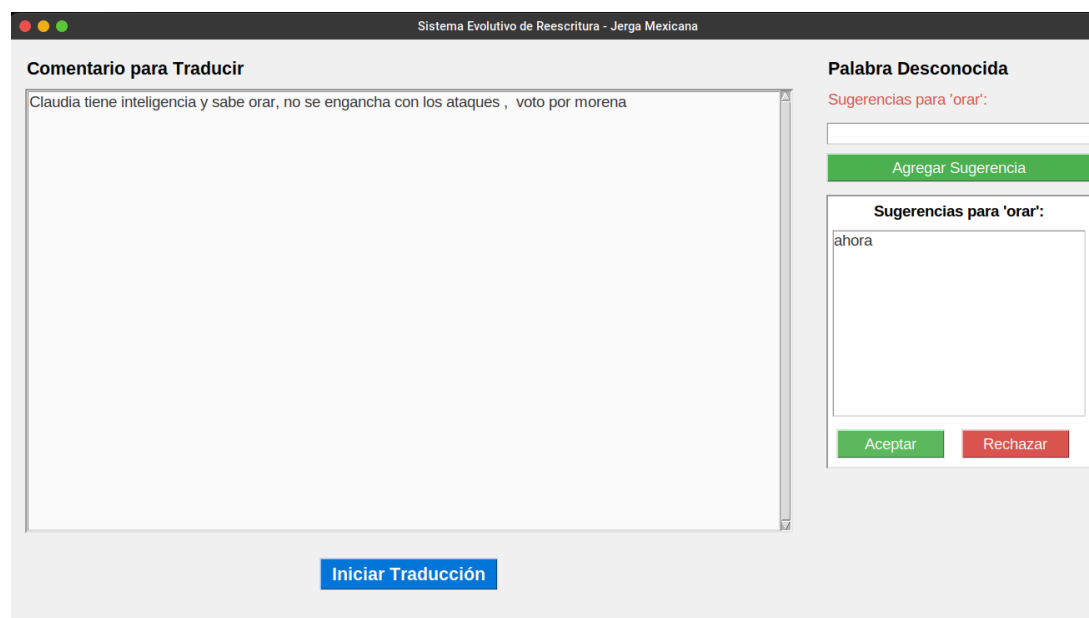 Sistema Evolutivo de Reescritura - Jerga Mexicana
Comentario para Traducir
Claudia tiene inteligencia y sabe orar, no se engancha con los ataques ,  voto por morena
Iniciar Traducción
Palabra Desconocida
Sugerencias para 'orar':
Agregar Sugerencia
Sugerencias para 'orar':
ahora
Aceptar Rechazar